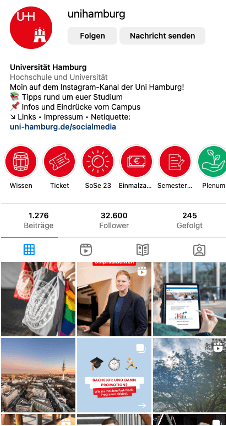 U-H
unihamburg
Folgen
Nachricht senden
Universität Hamburg
Hochschule und Universität
Moin auf dem Instagram-Kanal der Uni Hamburg!
📚 Tipps rund um euer Studium
📌 Infos und Eindrücke vom Campus
↘ Links • Impressum • Netiquette:
uni-hamburg.de/socialmedia
Wissen
Ticket
SoSe 23
Einmalza...
Semester...
Plenum
1.276
32.600
245
Beiträge
Follower
Gefolgt